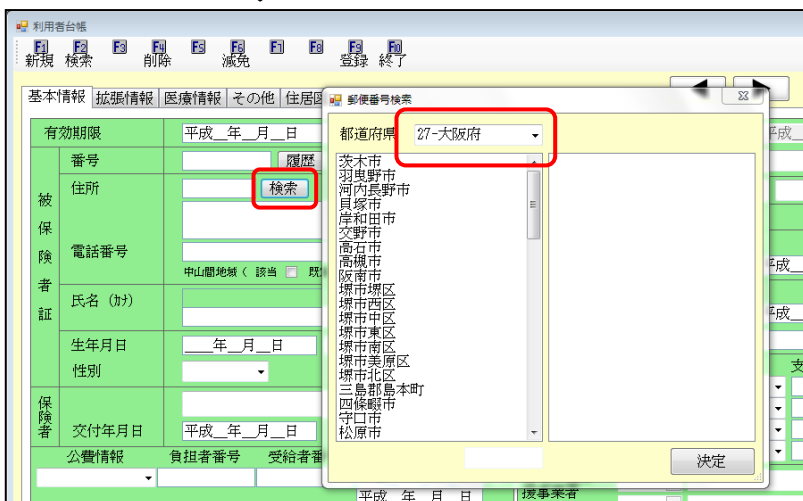 利用者台帳
F1 F2 F3 F4 F5 F6 F7 F8 F9 F10
新規 検索 削除 減免 登録 終了
基本情報 拡張情報 医療情報 その他
郵便番号検索
有効期限 平成__年__月__日
都道府県 27-大阪府
番号 履歴
住所 検索
被保険者証
電話番号
中山間地域( 該当
氏名 (カナ)
生年月日 ____年__月__日
性別
保険者
交付年月日 平成__年__月__日
公費情報 負担者番号
茨木市
羽曳野市
河内長野市
貝塚市
岸和田市
交野市
高石市
高槻市
阪南市
堺市堺区
堺市西区
堺市中区
堺市東区
堺市南区
堺市美原区
堺市北区
三島郡島本町
四條畷市
守口市
松原市
決定
平成__
平成__
平成__
支
平成 年 月 日
援事業者